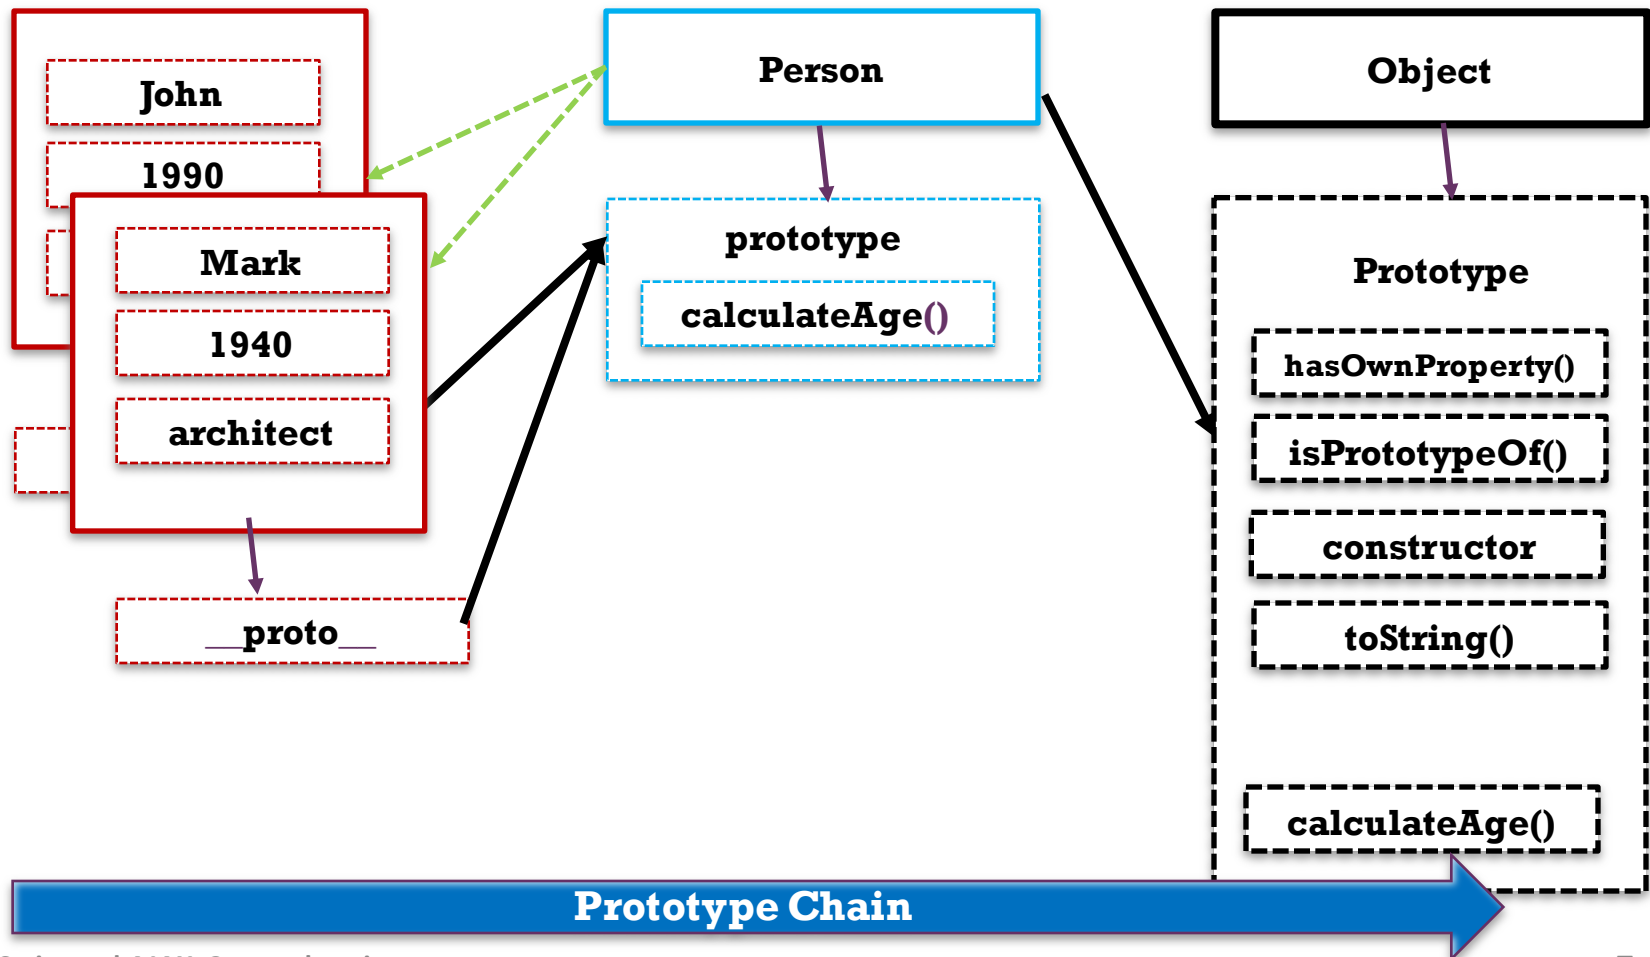 John
1990
Mark
1940
architect
__proto__
Person
prototype
calculateAge()
Object
Prototype
hasOwnProperty()
isPrototypeOf()
constructor
toString()
calculateAge()
Prototype Chain